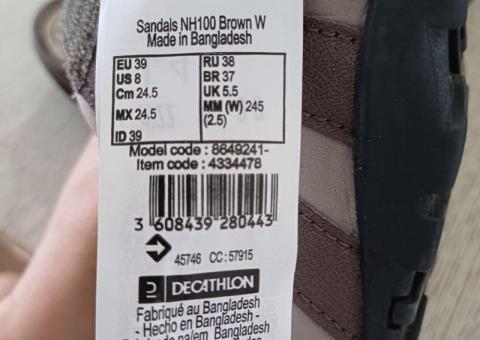 Sandals NH100 Brown W
Made in Bangladesh
EU 39
US 8
Cm 24.5
MX 24.5
ID 39
RU 38
BR 37
UK 5.5
MM (W) 245
(2.5)
Model code : 8649241-
Item code : 4334478
3 608439 280443
45746 CC:57915
DECATHLON
Fabriqué au Bangladesh
- Hecho en Bangladesh -